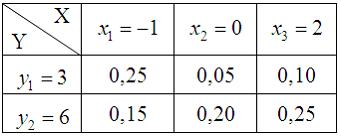 X
Y
x₁ = −1
x₂ = 0
x₃ = 2
y₁ = 3
0,25
0,05
0,10
y₂ = 6
0,15
0,20
0,25